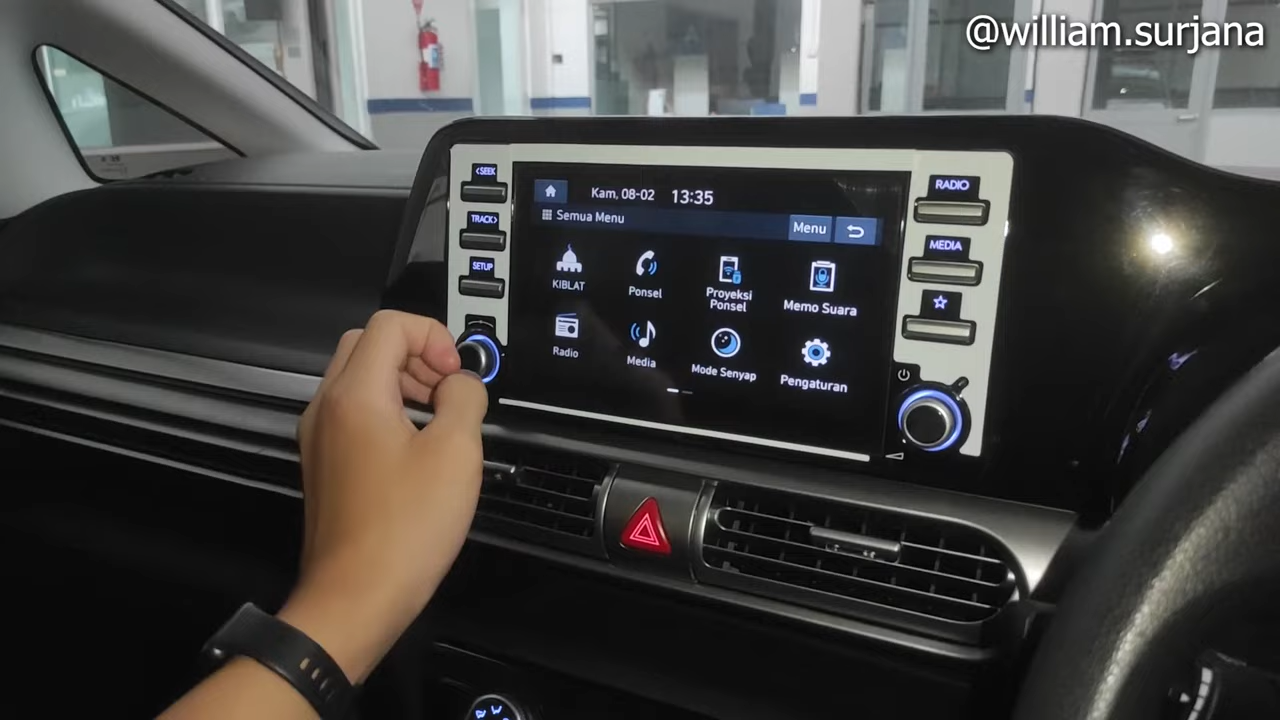 @william.surjana
<SEEK
TRACK>
SETUP
Kam, 08-02 13:35
Semua Menu
Menu
KIBLAT
Ponsel
Proyeksi
Ponsel
Memo Suara
Radio
Media
Mode Senyap
Pengaturan
RADIO
MEDIA